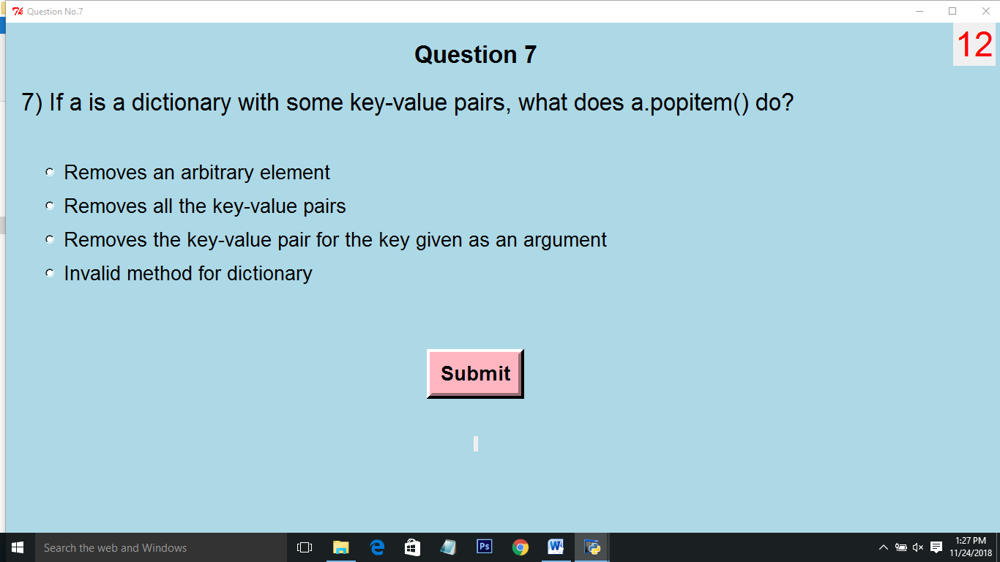 Question No.7
12
Question 7
7) If a is a dictionary with some key-value pairs, what does a.popitem() do?
Removes an arbitrary element
Removes all the key-value pairs
Removes the key-value pair for the key given as an argument
Invalid method for dictionary
Submit
Search the web and Windows
Ps
W
1:27 PM
11/24/2018